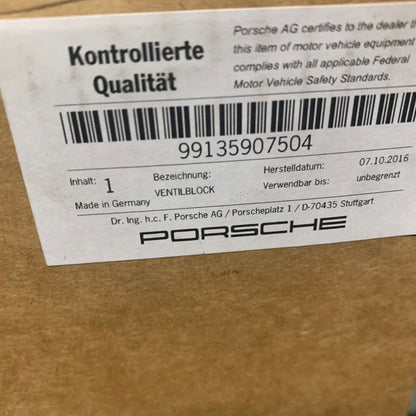 Kontrollierte
Qualität
Porsche AG certifies to the dealer
this item of motor vehicle equipment
complies with all applicable Federal
Motor Vehicle Safety Standards.
99135907504
Inhalt: 1
Bezeichnung:
VENTILBLOCK
Herstelldatum: 07.10.2016
Verwendbar bis: unbegrenzt
Made in Germany
Dr. Ing. h.c. F. Porsche AG / Porscheplatz 1 / D-70435 Stuttgart
PORSCHE